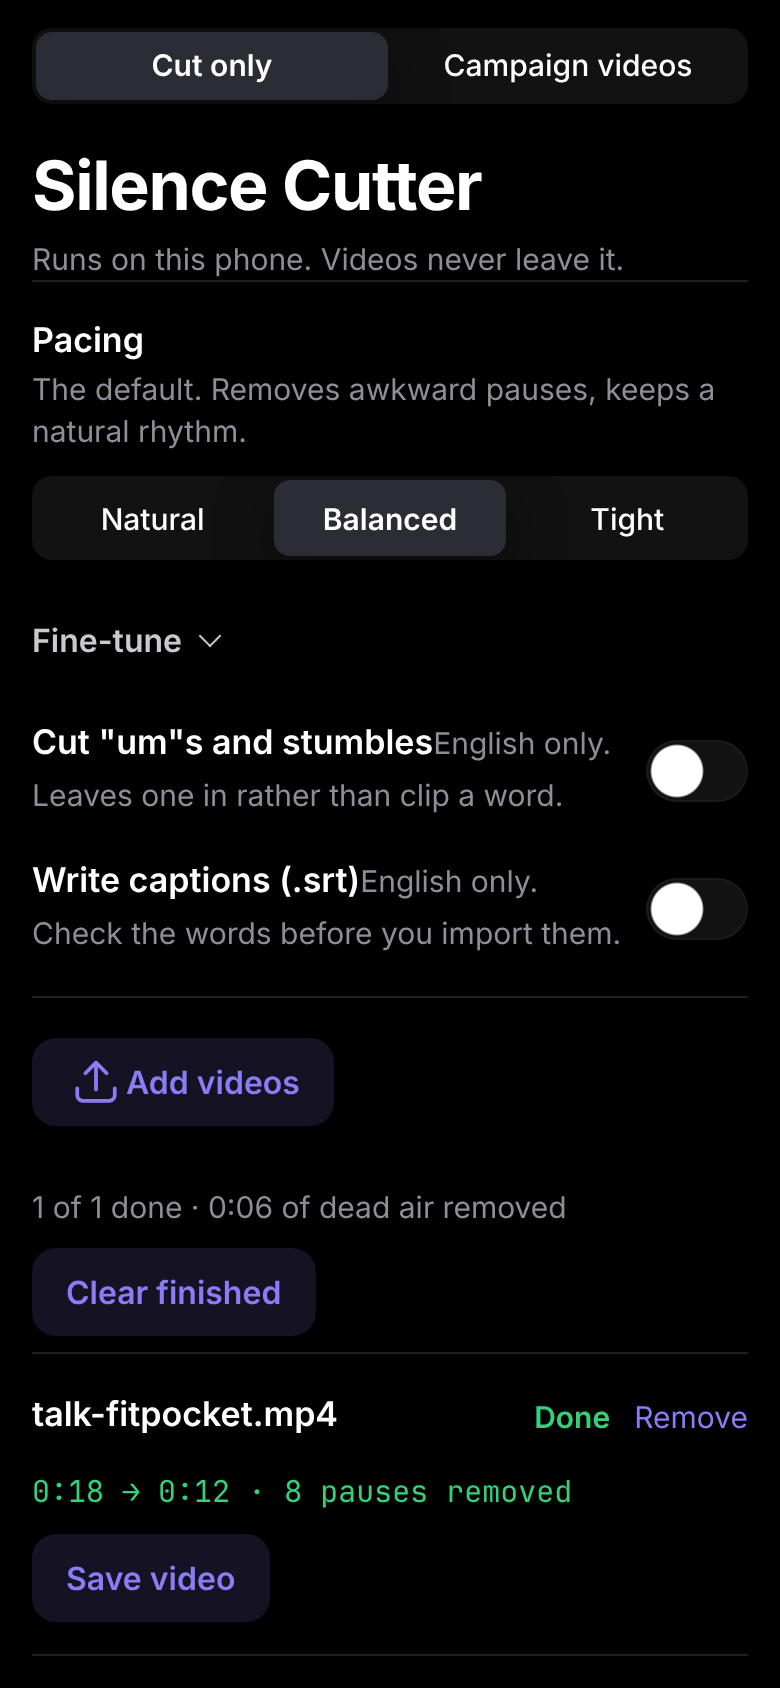 Cut only
Campaign videos
Silence Cutter
Runs on this phone. Videos never leave it.
Pacing
The default. Removes awkward pauses, keeps a
natural rhythm.
Natural
Balanced
Tight
Fine-tune
Cut "um"s and stumblesEnglish only.
Leaves one in rather than clip a word.
Write captions (.srt)English only.
Check the words before you import them.
Add videos
1 of 1 done · 0:06 of dead air removed
Clear finished
talk-fitpocket.mp4
Done
Remove
0:18 → 0:12 · 8 pauses removed
Save video